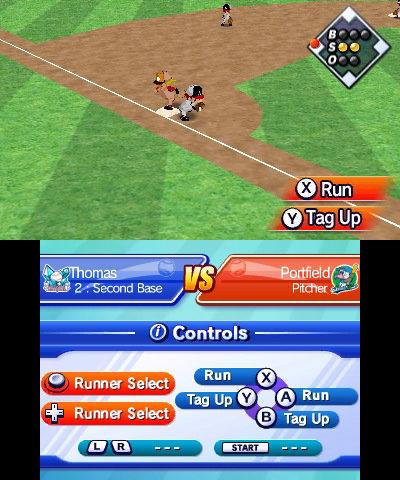 B
S
O
X Run
Y Tag Up
Thomas
2 : Second Base
VS
Portfield
Pitcher
i Controls
Runner Select
Runner Select
Run
X
Tag Up
Y
A
Run
B
Tag Up
L R ---
START ---